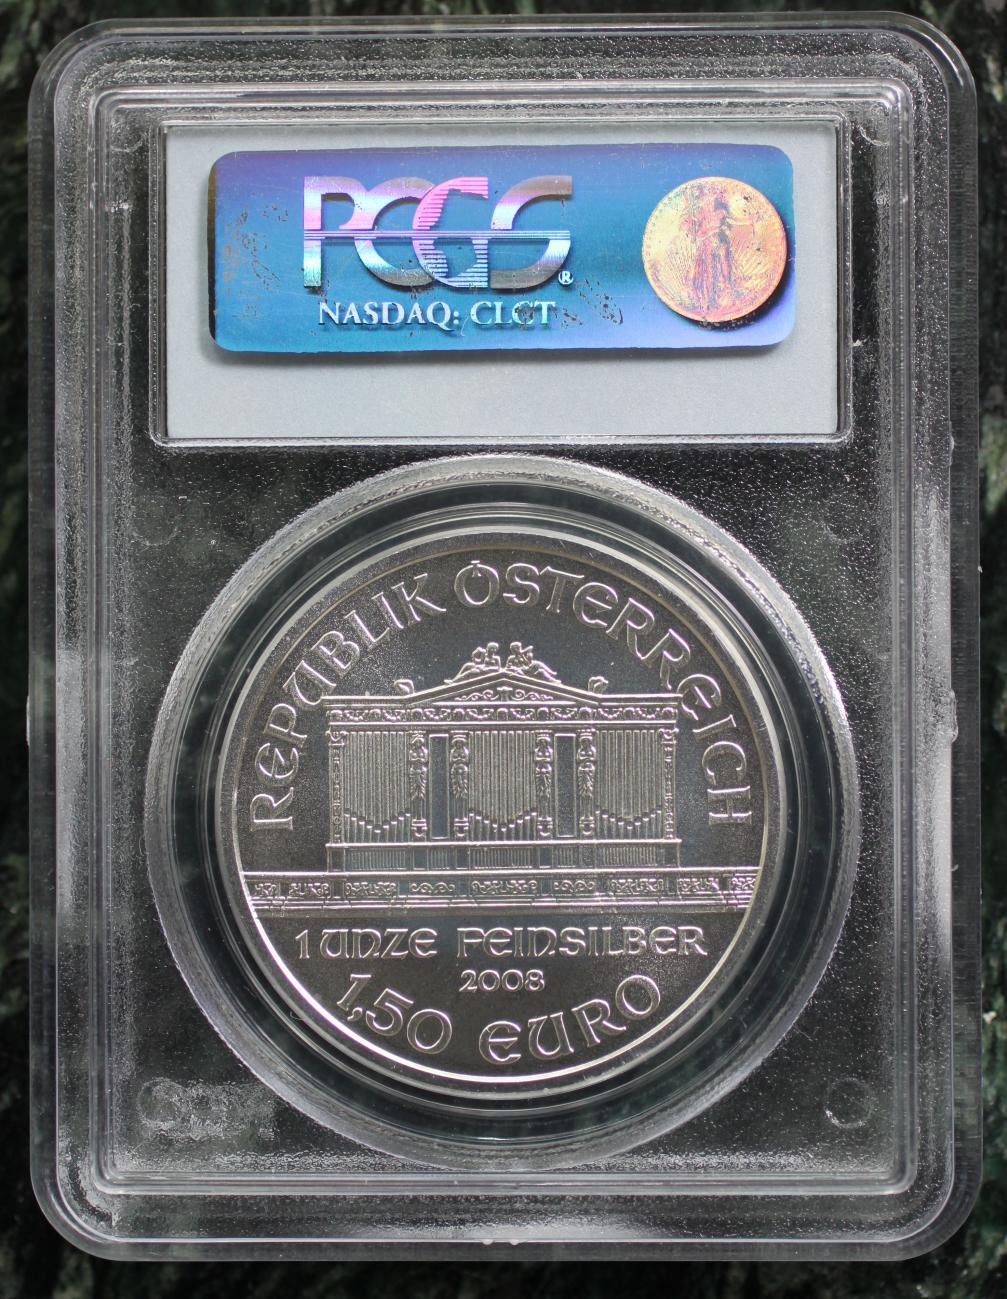 PCGS®
NASDAQ: CLCT
REPUBLIK ÖSTERREICH
1 UNZE FEINSILBER
2008
1,50 EURO